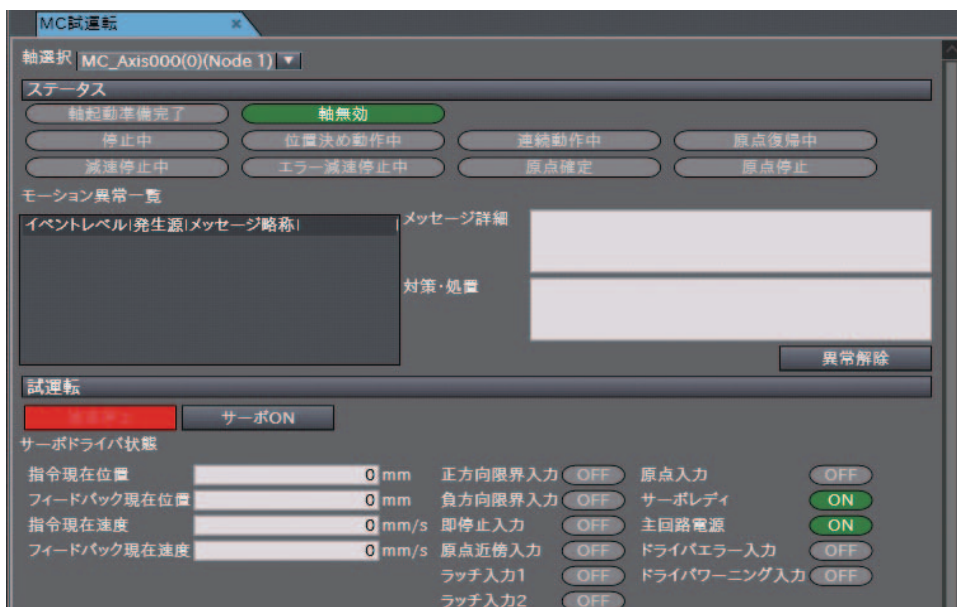 MC試運転 ×
軸選択 MC_Axis000(0)(Node 1) ▼
ステータス
軸起動準備完了 軸無効
停止中 位置決め動作中 連続動作中 原点復帰中
減速停止中 エラー減速停止中 原点確定 原点停止
モーション異常一覧
イベントレベル|発生源|メッセージ略称| メッセージ詳細
対策・処置
異常解除
試運転
サーボON
サーボドライバ状態
指令現在位置 0 mm 正方向限界入力 OFF 原点入力 OFF
フィードバック現在位置 0 mm 負方向限界入力 OFF サーボレディ ON
指令現在速度 0 mm/s 即停止入力 OFF 主回路電源 ON
フィードバック現在速度 0 mm/s 原点近傍入力 OFF ドライバエラー入力 OFF
ラッチ入力1 OFF ドライバワーニング入力 OFF
ラッチ入力2 OFF